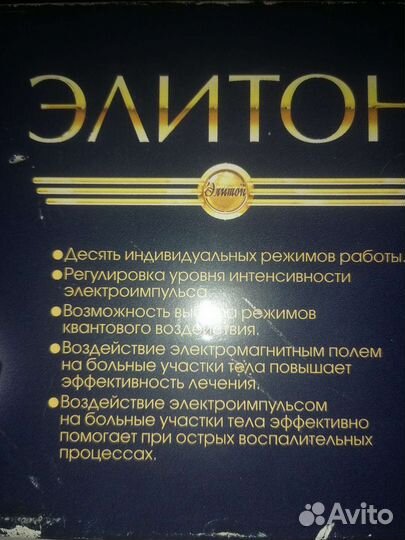 ЭЛИТОН
Элитон
•Десять индивидуальных режимов работы.
•Регулировка уровня интенсивности
электроимпульса.
•Возможность режимов
квантового воздействия.
•Воздействие электромагнитным полем
на больные участки тела повышает
эффективность лечения.
•Воздействие электроимпульсом
на больные участки тела эффективно
помогает при острых воспалительных
процессах.
Avito